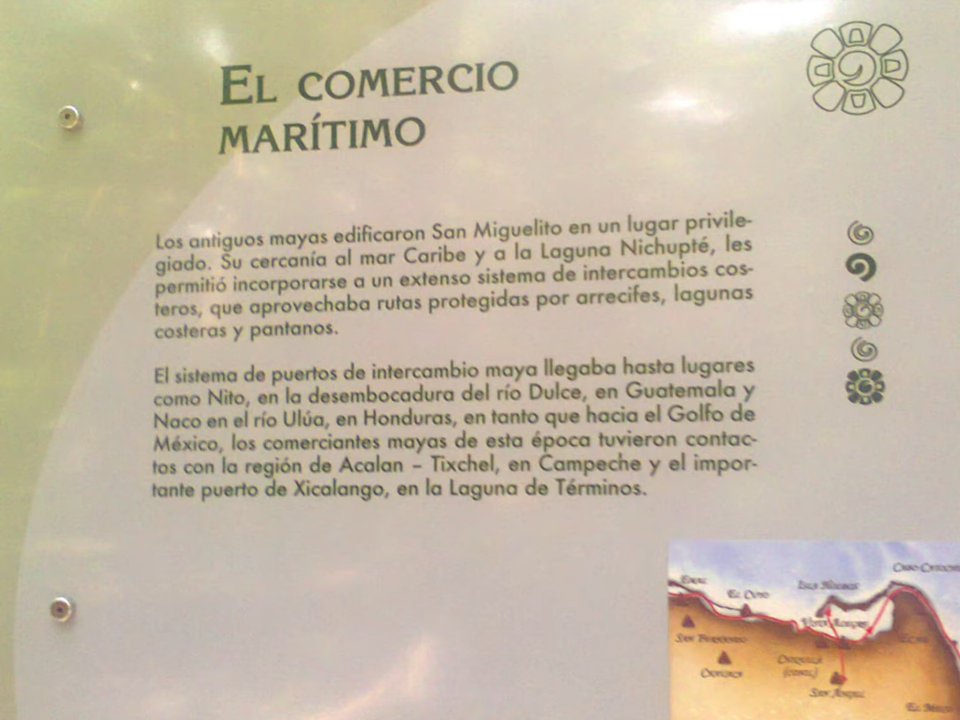 EL COMERCIO
MARÍTIMO
Los antiguos mayas edificaron San Miguelito en un lugar privile-
giado. Su cercanía al mar Caribe y a la Laguna Nichupté, les
permitió incorporarse a un extenso sistema de intercambios cos-
teros, que aprovechaba rutas protegidas por arrecifes, lagunas
costeras y pantanos.
El sistema de puertos de intercambio maya llegaba hasta lugares
como Nito, en la desembocadura del río Dulce, en Guatemala y
Naco en el río Ulúa, en Honduras, en tanto que hacia el Golfo de
México, los comerciantes mayas de esta época tuvieron contac-
tos con la región de Acalan – Tixchel, en Campeche y el impor-
tante puerto de Xicalango, en la Laguna de Términos.
El Cuyo
San Fernando
San Angel